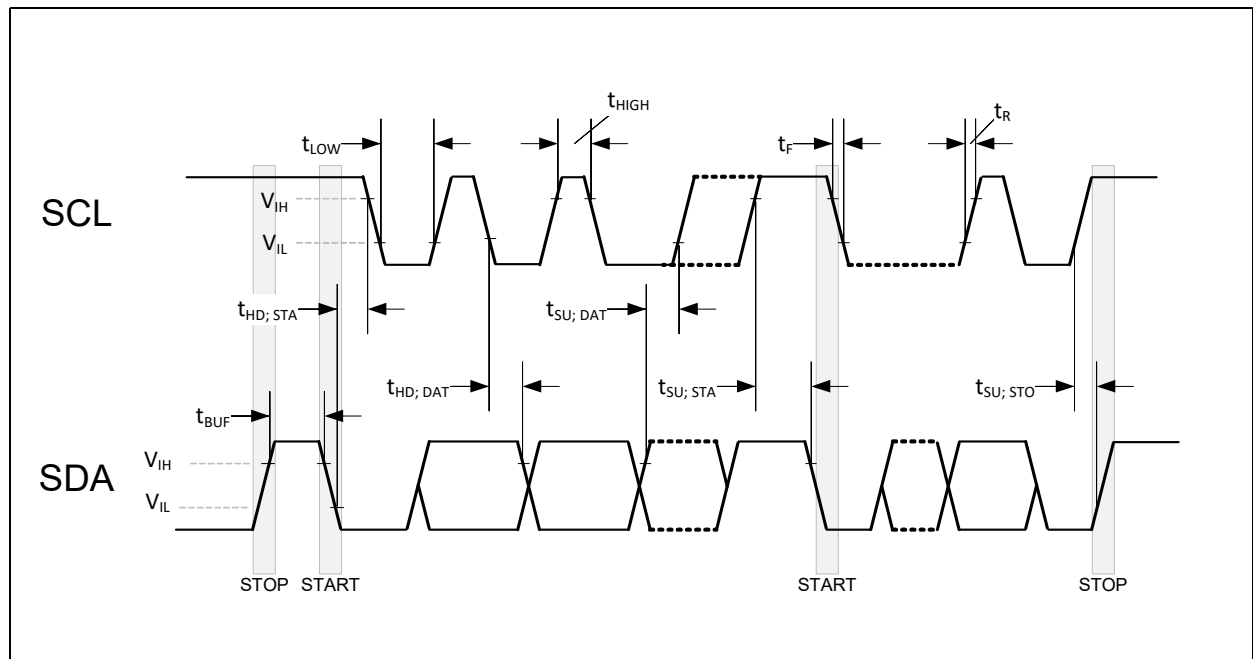 tHIGH
tR
tLOW
tF
SCL
VIH
VIL
tHD; STA
tSU; DAT
tHD; DAT
tSU; STA
tSU; STO
tBUF
SDA
VIH
VIL
STOP START START STOP